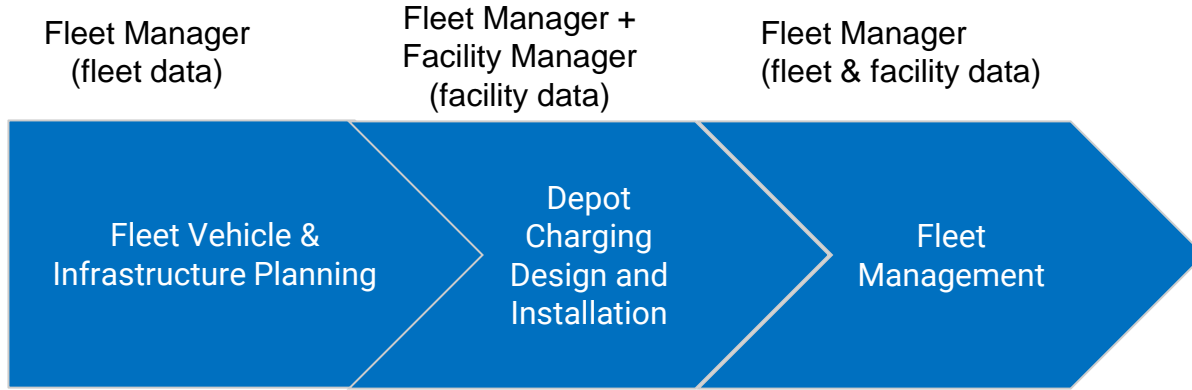 Fleet Manager
(fleet data)
Fleet Manager +
Facility Manager
(facility data)
Fleet Manager
(fleet & facility data)
Fleet Vehicle &
Infrastructure Planning
Depot
Charging
Design and
Installation
Fleet
Management